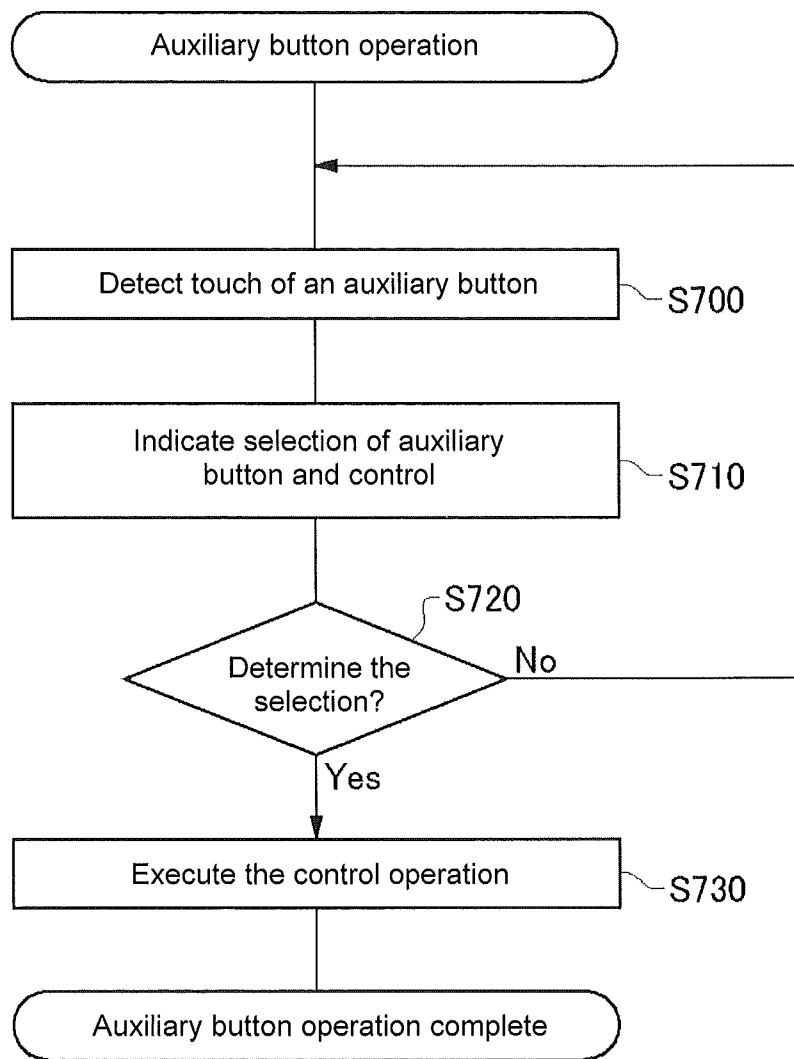 Auxiliary button operation
Detect touch of an auxiliary button
S700
Indicate selection of auxiliary
button and control
S710
S720
Determine the
selection?
No
Yes
Execute the control operation
S730
Auxiliary button operation complete